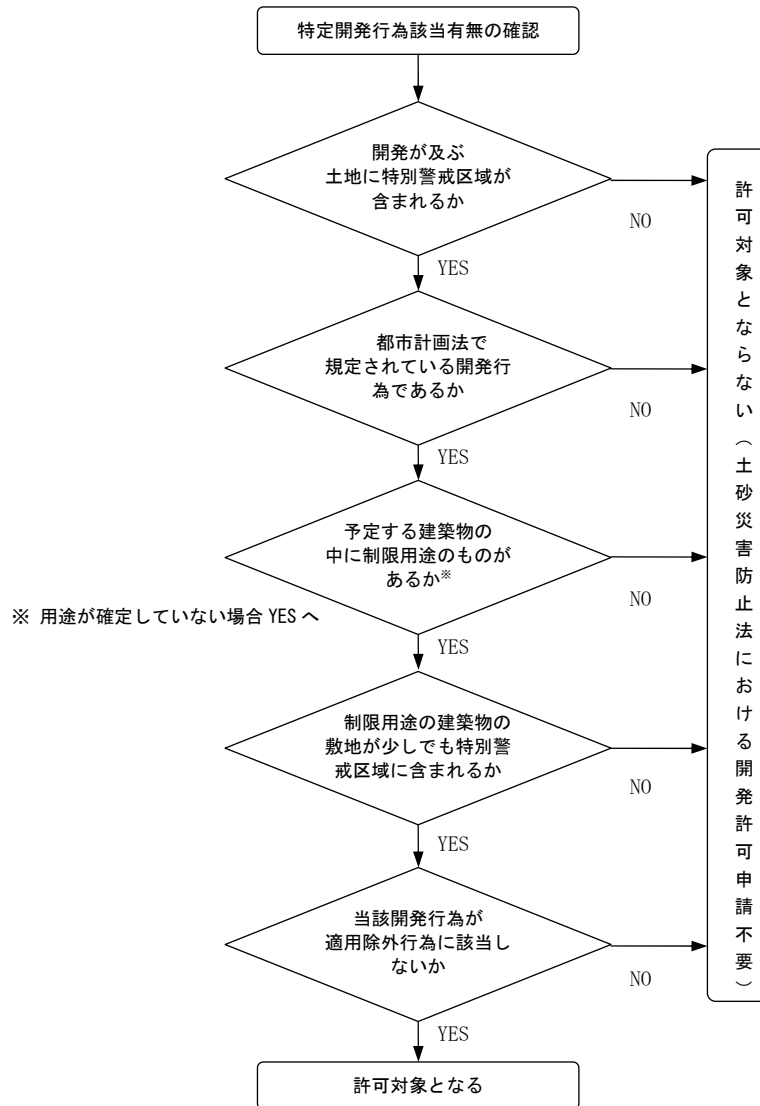 特定開発行為該当有無の確認
開発が及ぶ
土地に特別警戒区域が
含まれるか
NO
YES
都市計画法で
規定されている開発行
為であるか
NO
YES
予定する建築物の
中に制限用途のものが
あるか※
NO
※ 用途が確定していない場合 YES へ
YES
制限用途の建築物の
敷地が少しでも特別警
戒区域に含まれるか
NO
YES
当該開発行為が
適用除外行為に該当し
ないか
NO
YES
許可対象となる
許可対象とならない（土砂災害防止法における開発許可申請不要）